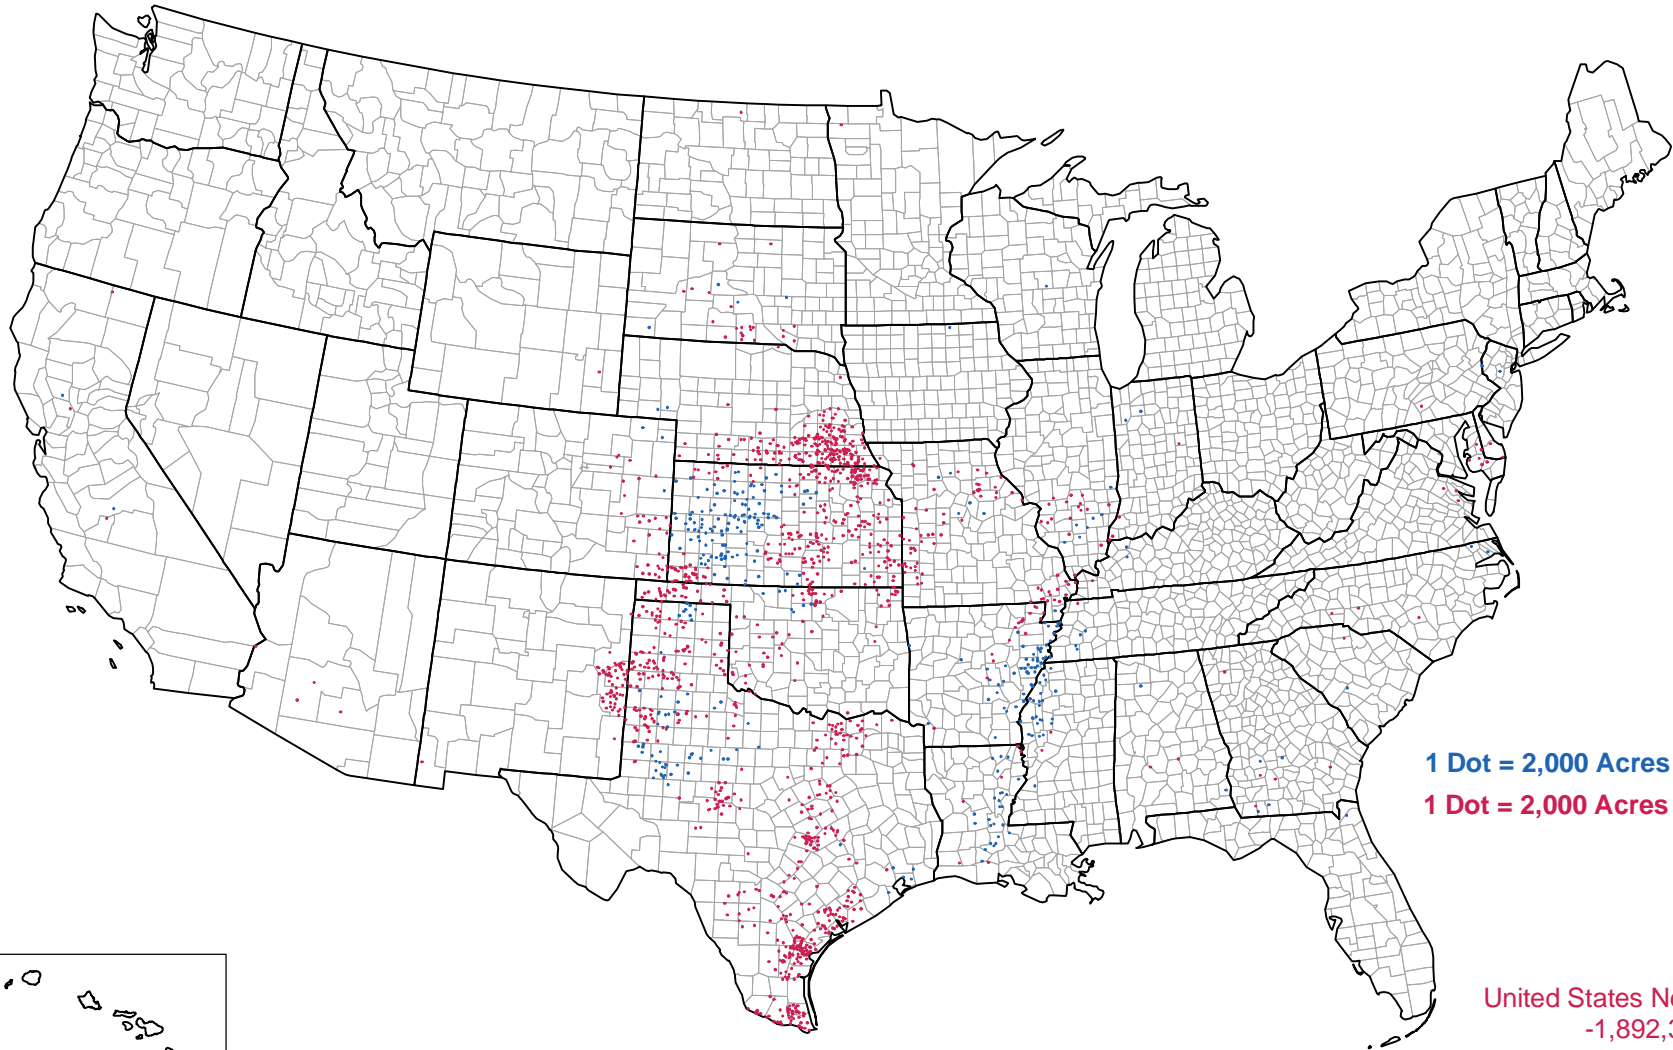 1 Dot = 2,000 Acres
1 Dot = 2,000 Acres
United States
-1,892,